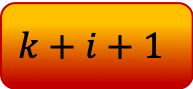 k + i + 1